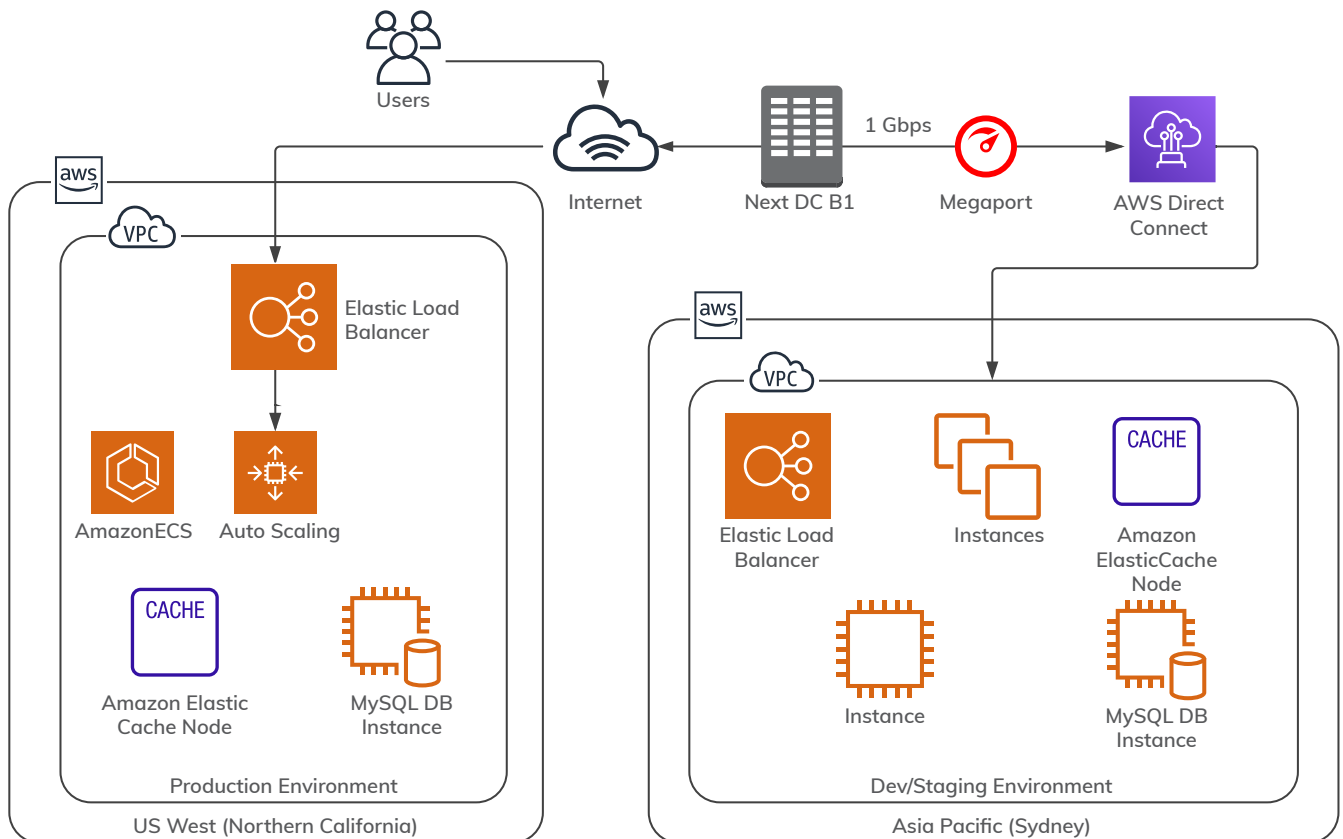 Users
Internet
Next DC B1
1 Gbps
Megaport
AWS Direct
Connect
aws
VPC
Elastic Load
Balancer
AmazonECS
Auto Scaling
CACHE
Amazon Elastic
Cache Node
MySQL DB
Instance
Production Environment
US West (Northern California)
aws
VPC
Elastic Load
Balancer
Instances
CACHE
Amazon
ElasticCache
Node
Instance
MySQL DB
Instance
Dev/Staging Environment
Asia Pacific (Sydney)